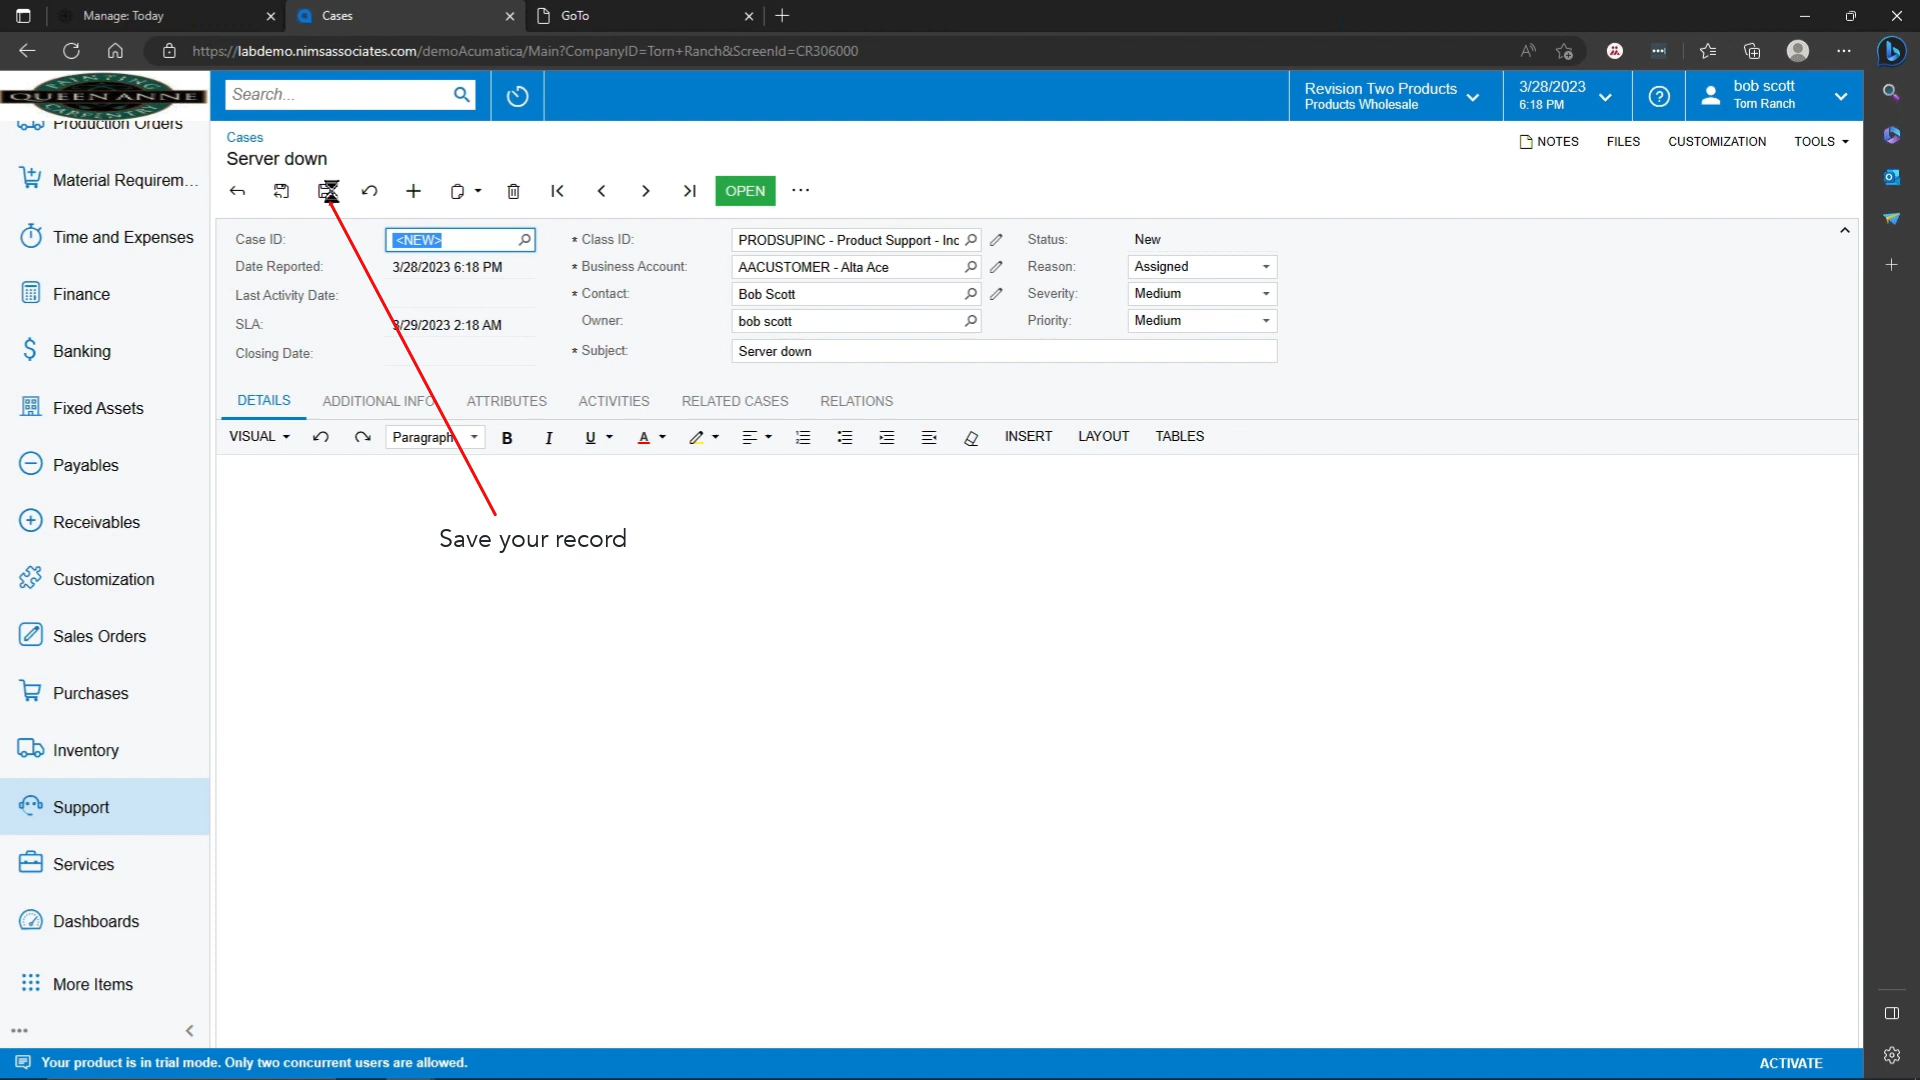 Manage: Today
Cases
GoTo
https://labdemo.nimsassociates.com/demoAcumatica/Main?CompanyID=Torn+Ranch&ScreenId=CR306000
PAINTING
QUEEN ANNE
CARPENTRY
Search...
Revision Two Products
Products Wholesale
3/28/2023
6:18 PM
bob scott
Torn Ranch
Production Orders
Material Requirem...
Time and Expenses
Finance
Banking
Fixed Assets
Payables
Receivables
Customization
Sales Orders
Purchases
Inventory
Support
Services
Dashboards
More Items
Cases
Server down
NOTES
FILES
CUSTOMIZATION
TOOLS
OPEN
Case ID: <NEW>
Date Reported: 3/28/2023 6:18 PM
Last Activity Date:
SLA: 3/29/2023 2:18 AM
Closing Date:
* Class ID: PRODSUPINC - Product Support - Inc
* Business Account: AACUSTOMER - Alta Ace
* Contact: Bob Scott
Owner: bob scott
* Subject: Server down
Status: New
Reason: Assigned
Severity: Medium
Priority: Medium
DETAILS ADDITIONAL INFO ATTRIBUTES ACTIVITIES RELATED CASES RELATIONS
VISUAL Paragraph B I U A INSERT LAYOUT TABLES
Save your record
Your product is in trial mode. Only two concurrent users are allowed.
ACTIVATE